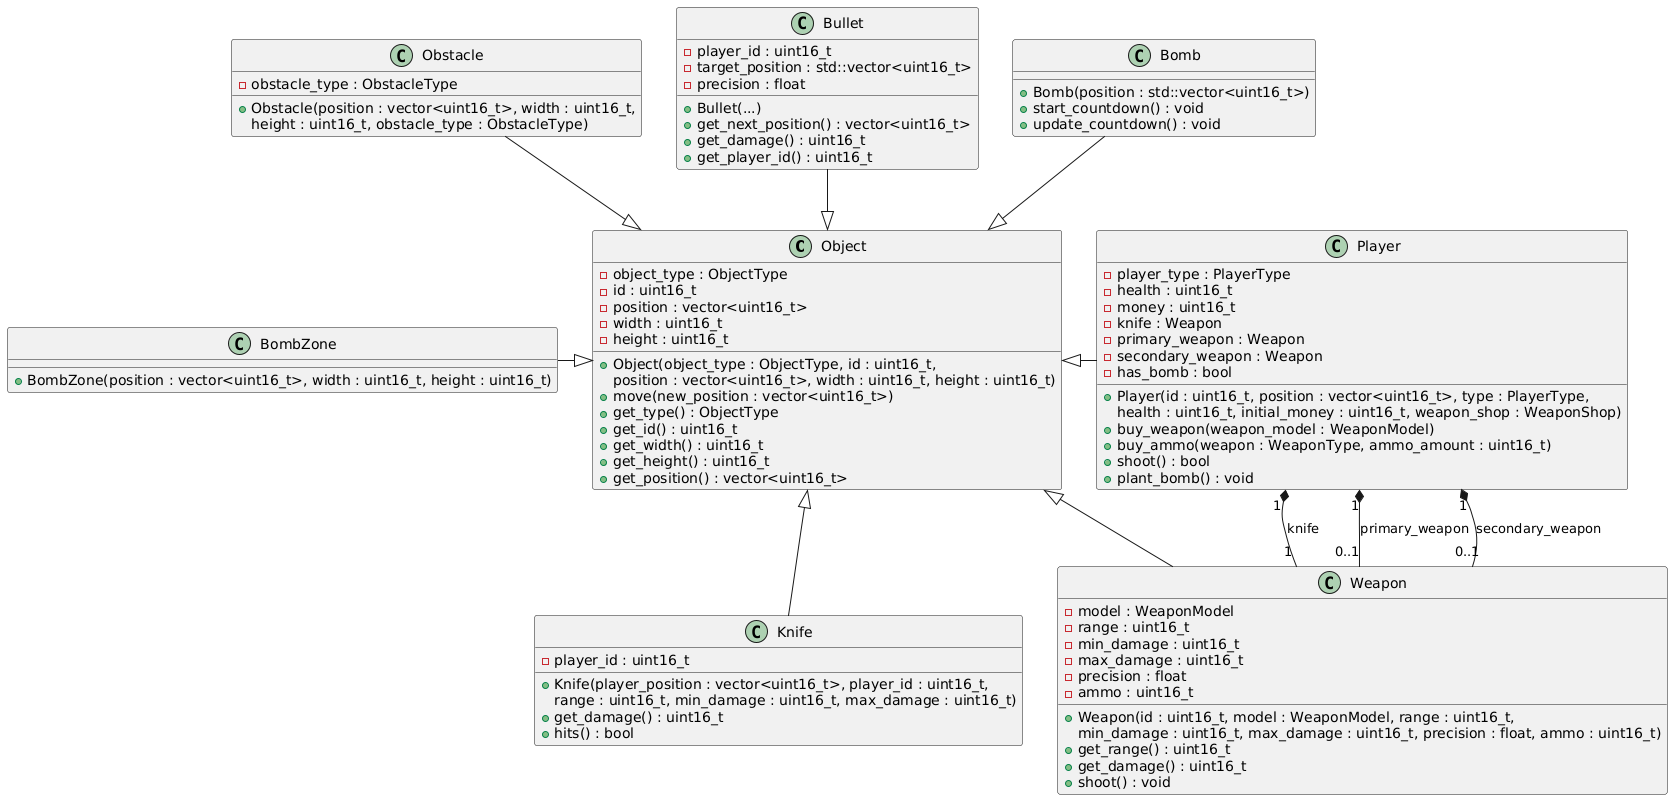 C Obstacle
obstacle_type : ObstacleType
Obstacle(position : vector<uint16_t>, width : uint16_t,
height : uint16_t, obstacle_type : ObstacleType)
C Bullet
player_id : uint16_t
target_position : std::vector<uint16_t>
precision : float
Bullet(...)
get_next_position() : vector<uint16_t>
get_damage() : uint16_t
get_player_id() : uint16_t
C Bomb
Bomb(position : std::vector<uint16_t>)
start_countdown() : void
update_countdown() : void
C BombZone
BombZone(position : vector<uint16_t>, width : uint16_t, height : uint16_t)
C Object
object_type : ObjectType
id : uint16_t
position : vector<uint16_t>
width : uint16_t
height : uint16_t
Object(object_type : ObjectType, id : uint16_t,
position : vector<uint16_t>, width : uint16_t, height : uint16_t)
move(new_position : vector<uint16_t>)
get_type() : ObjectType
get_id() : uint16_t
get_width() : uint16_t
get_height() : uint16_t
get_position() : vector<uint16_t>
C Player
player_type : PlayerType
health : uint16_t
money : uint16_t
knife : Weapon
primary_weapon : Weapon
secondary_weapon : Weapon
has_bomb : bool
Player(id : uint16_t, position : vector<uint16_t>, type : PlayerType,
health : uint16_t, initial_money : uint16_t, weapon_shop : WeaponShop)
buy_weapon(weapon_model : WeaponModel)
buy_ammo(weapon : WeaponType, ammo_amount : uint16_t)
shoot() : bool
plant_bomb() : void
1 1 1
knife primary_weapon secondary_weapon
1 0..1 0..1
C Knife
player_id : uint16_t
Knife(player_position : vector<uint16_t>, player_id : uint16_t,
range : uint16_t, min_damage : uint16_t, max_damage : uint16_t)
get_damage() : uint16_t
hits() : bool
C Weapon
model : WeaponModel
range : uint16_t
min_damage : uint16_t
max_damage : uint16_t
precision : float
ammo : uint16_t
Weapon(id : uint16_t, model : WeaponModel, range : uint16_t,
min_damage : uint16_t, max_damage : uint16_t, precision : float, ammo : uint16_t)
get_range() : uint16_t
get_damage() : uint16_t
shoot() : void